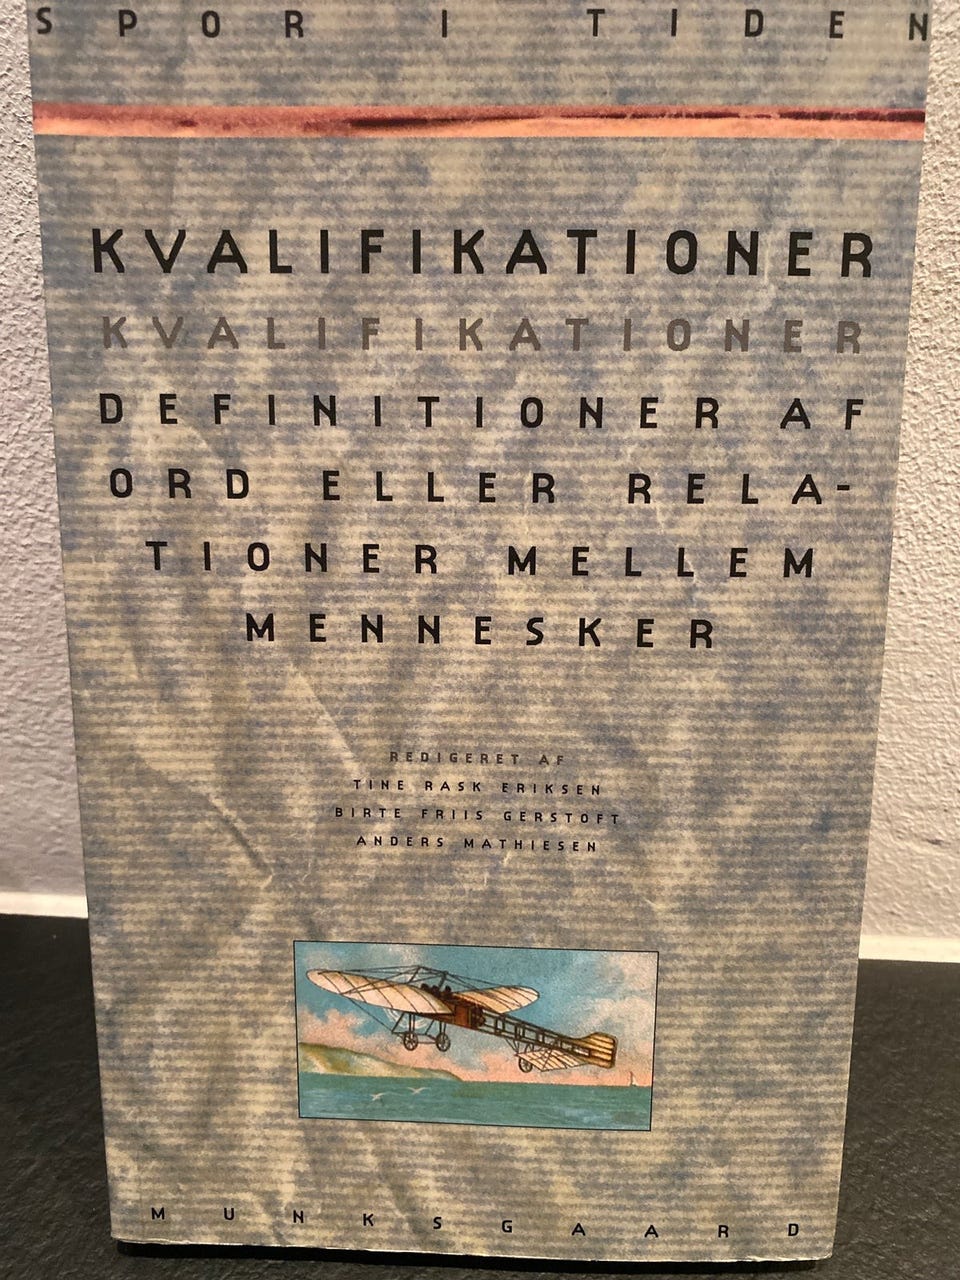 SPOR I TIDEN
KVALIFIKATIONER
KVALIFIKATIONER
DEFINITIONER AF
ORD ELLER RELA-
TIONER MELLEM
MENNESKER
REDIGERET AF
TINE RASK ERIKSEN
BIRTE FRIIS GERSTOFT
ANDERS MATHIESEN
MUNKSGAARD